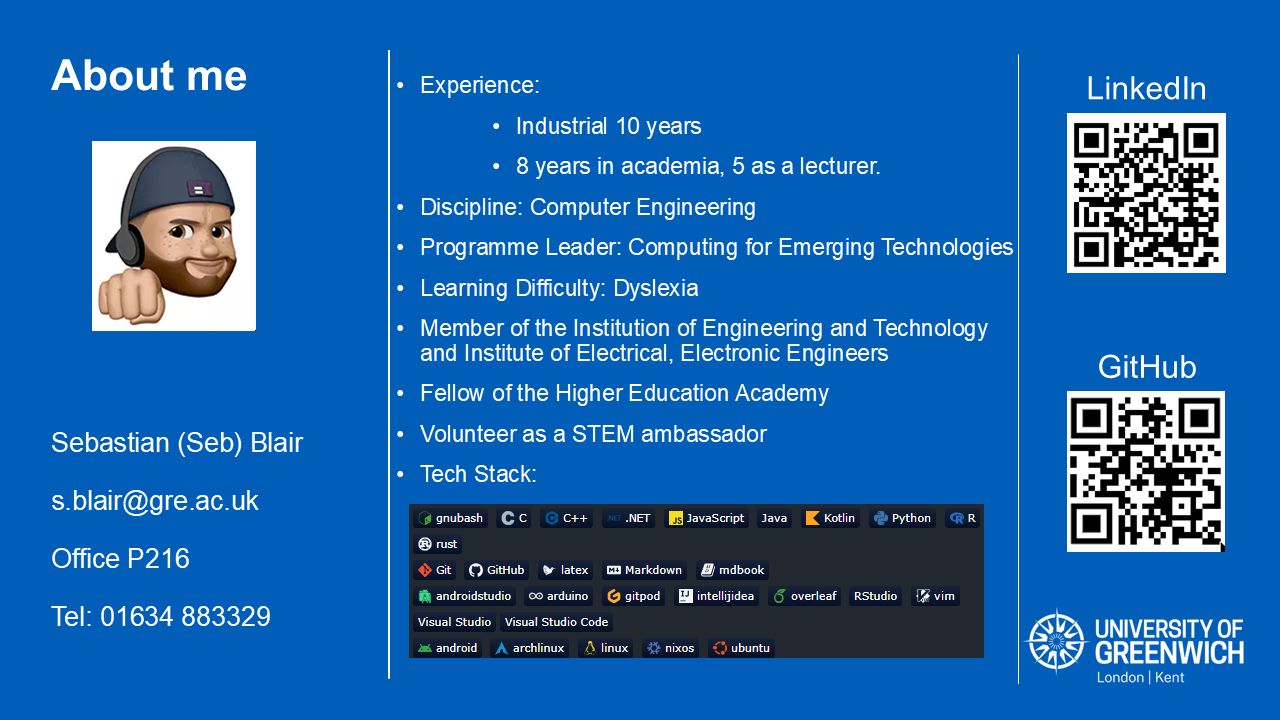 About me
Sebastian (Seb) Blair
s.blair@gre.ac.uk
Office P216
Tel: 01634 883329
• Experience:
• Industrial 10 years
• 8 years in academia, 5 as a lecturer.
• Discipline: Computer Engineering
• Programme Leader: Computing for Emerging Technologies
• Learning Difficulty: Dyslexia
• Member of the Institution of Engineering and Technology
and Institute of Electrical, Electronic Engineers
• Fellow of the Higher Education Academy
• Volunteer as a STEM ambassador
• Tech Stack:
gnubash C C++ .NET JavaScript Java Kotlin Python R
rust
Git GitHub latex Markdown mdbook
androidstudio arduino gitpod intellijidea overleaf RStudio vim
Visual Studio Visual Studio Code
android archlinux linux nixos ubuntu
LinkedIn
GitHub
UNIVERSITY OF
GREENWICH
London | Kent